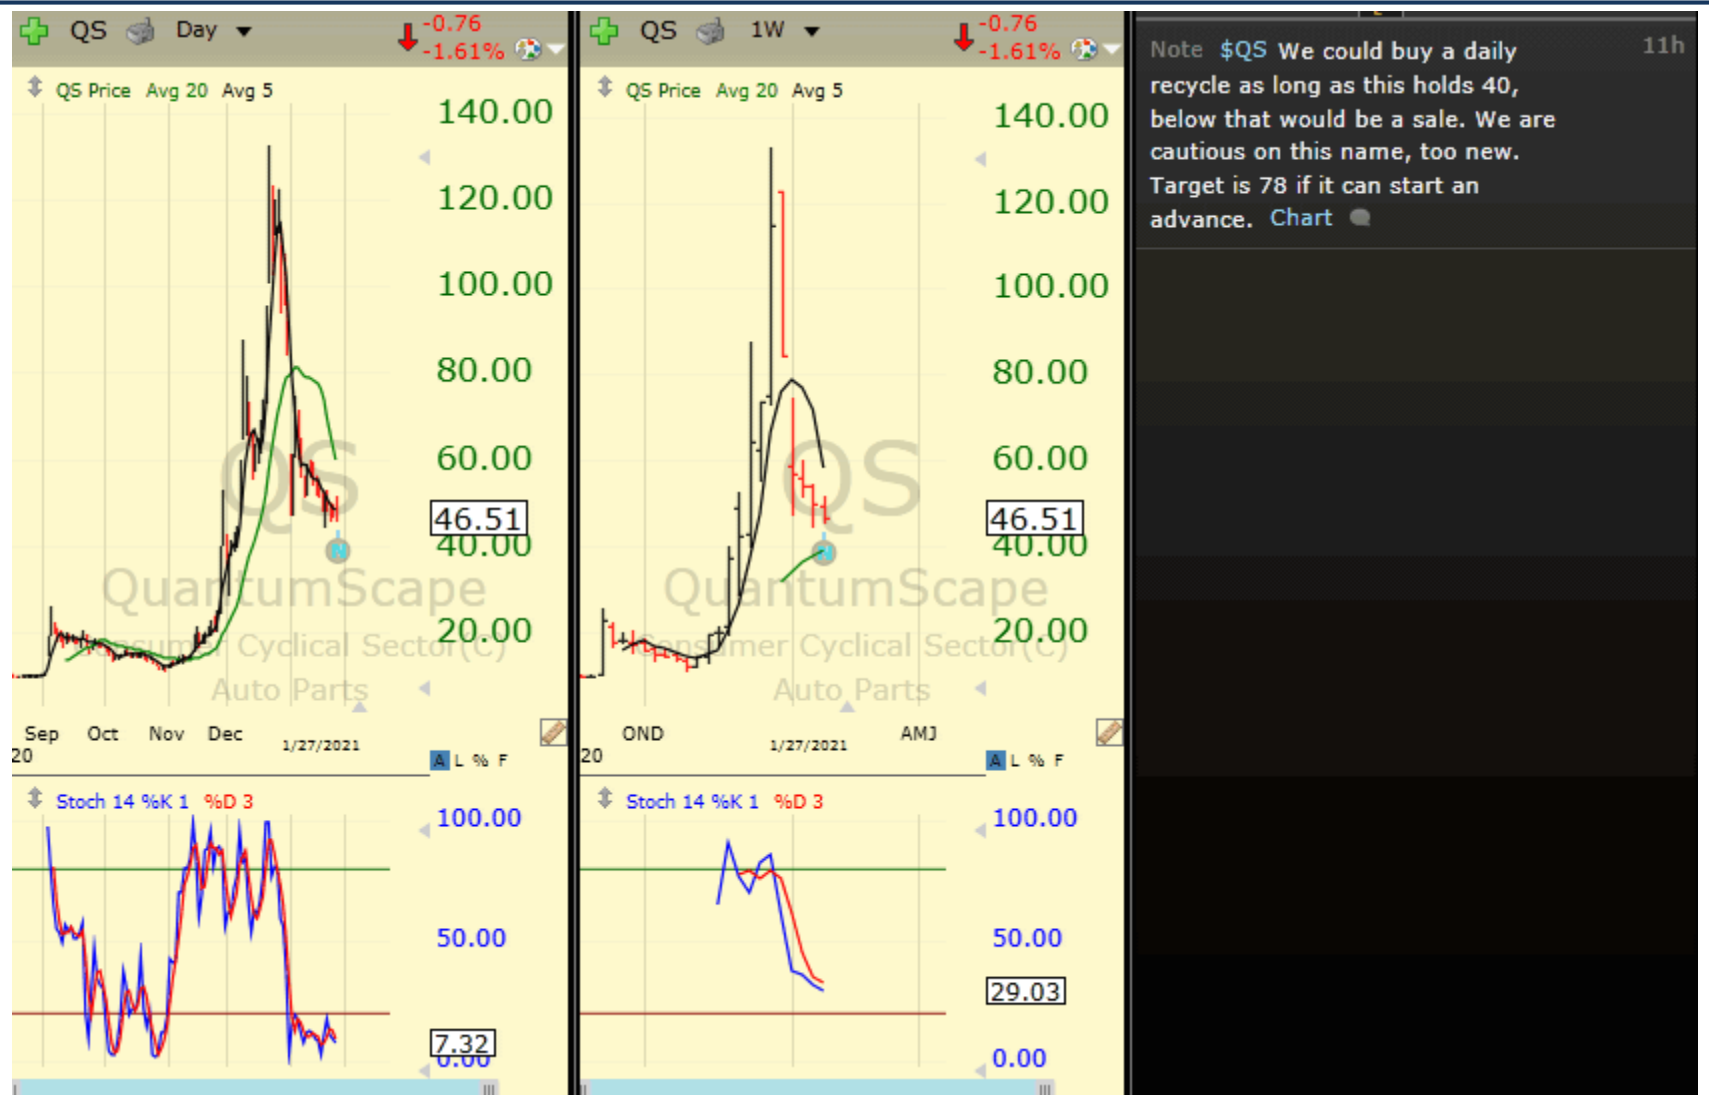 QS Day
-0.76
-1.61%
QS Price Avg 20 Avg 5
140.00
120.00
100.00
80.00
60.00
46.51
40.00
20.00
QS
QuantumScape
Consumer Cyclical Sector(C)
Auto Parts
Sep Oct Nov Dec 1/27/2021
20
A L % F
Stoch 14 %K 1 %D 3
100.00
50.00
7.32
0.00
N
QS 1W
-0.76
-1.61%
QS Price Avg 20 Avg 5
140.00
120.00
100.00
80.00
60.00
46.51
40.00
20.00
QS
QuantumScape
Consumer Cyclical Sector(C)
Auto Parts
OND 1/27/2021 AMJ
20
A L % F
Stoch 14 %K 1 %D 3
100.00
50.00
29.03
0.00
N
Note $QS We could buy a daily 11h
recycle as long as this holds 40,
below that would be a sale. We are
cautious on this name, too new.
Target is 78 if it can start an
advance. Chart